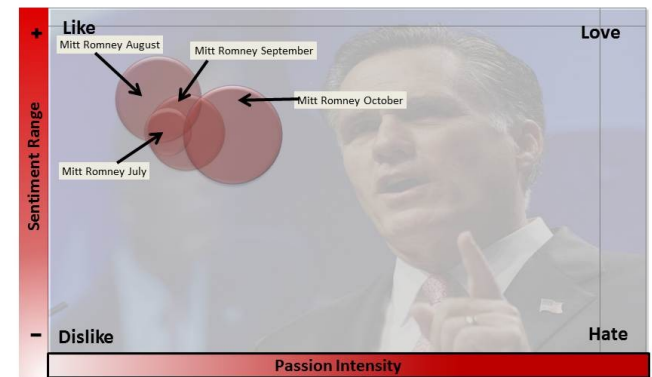 +
Like
Love
Mitt Romney August
Mitt Romney September
Mitt Romney October
Mitt Romney July
Sentiment Range
−
Dislike
Hate
Passion Intensity